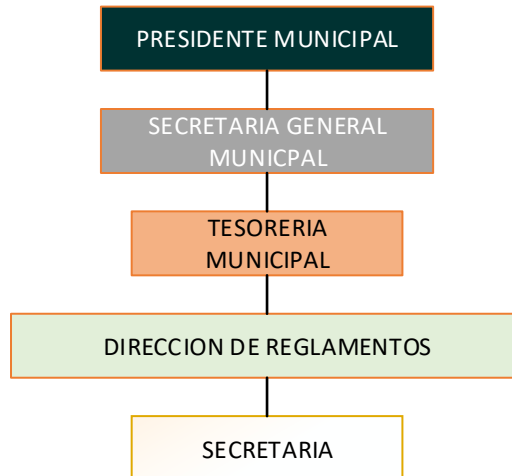 PRESIDENTE MUNICIPAL
SECRETARIA GENERAL
MUNICPAL
TESORERIA
MUNICIPAL
DIRECCION DE REGLAMENTOS
SECRETARIA